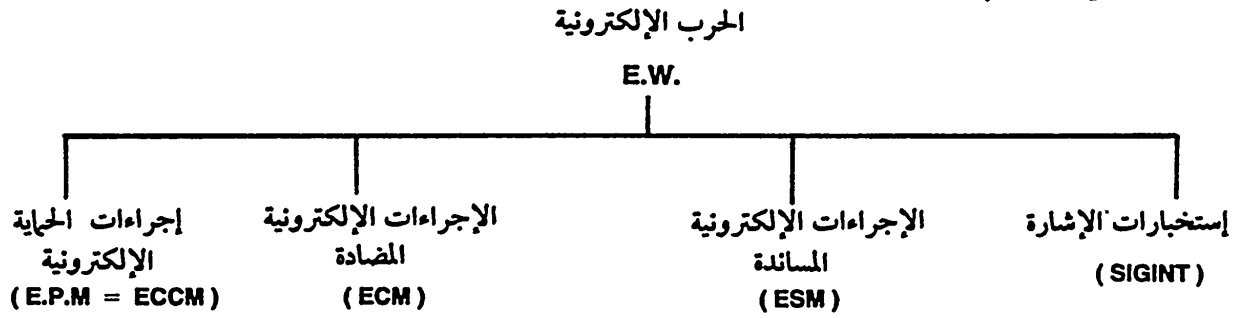 الحرب الإلكترونية
E.W.
إستخبارات الإشارة
(SIGINT)
الإجراءات الإلكترونية
المساندة
(ESM)
الإجراءات الإلكترونية
المضادة
(ECM)
إجراءات الحماية
الإلكترونية
(E.P.M = ECCM)